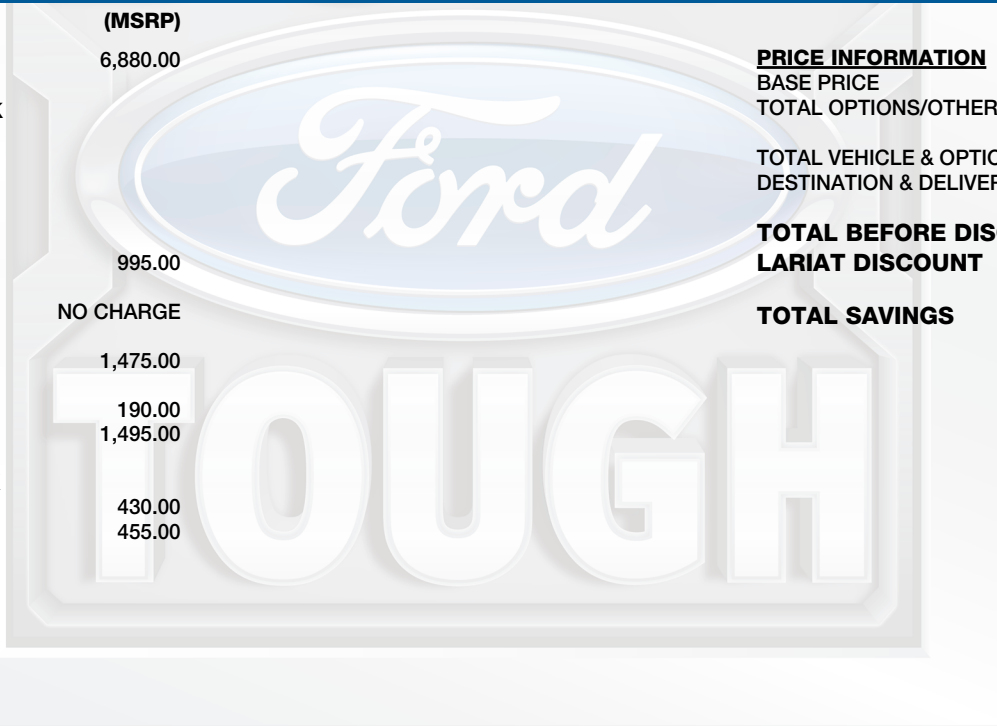 (MSRP)
6,880.00
995.00
NO CHARGE
1,475.00
190.00
1,495.00
430.00
455.00
PRICE INFORMATION
BASE PRICE
TOTAL OPTIONS/OTHER
TOTAL VEHICLE & OPTIO
DESTINATION & DELIVER
TOTAL BEFORE DISC
LARIAT DISCOUNT
TOTAL SAVINGS
Ford
TOUGH